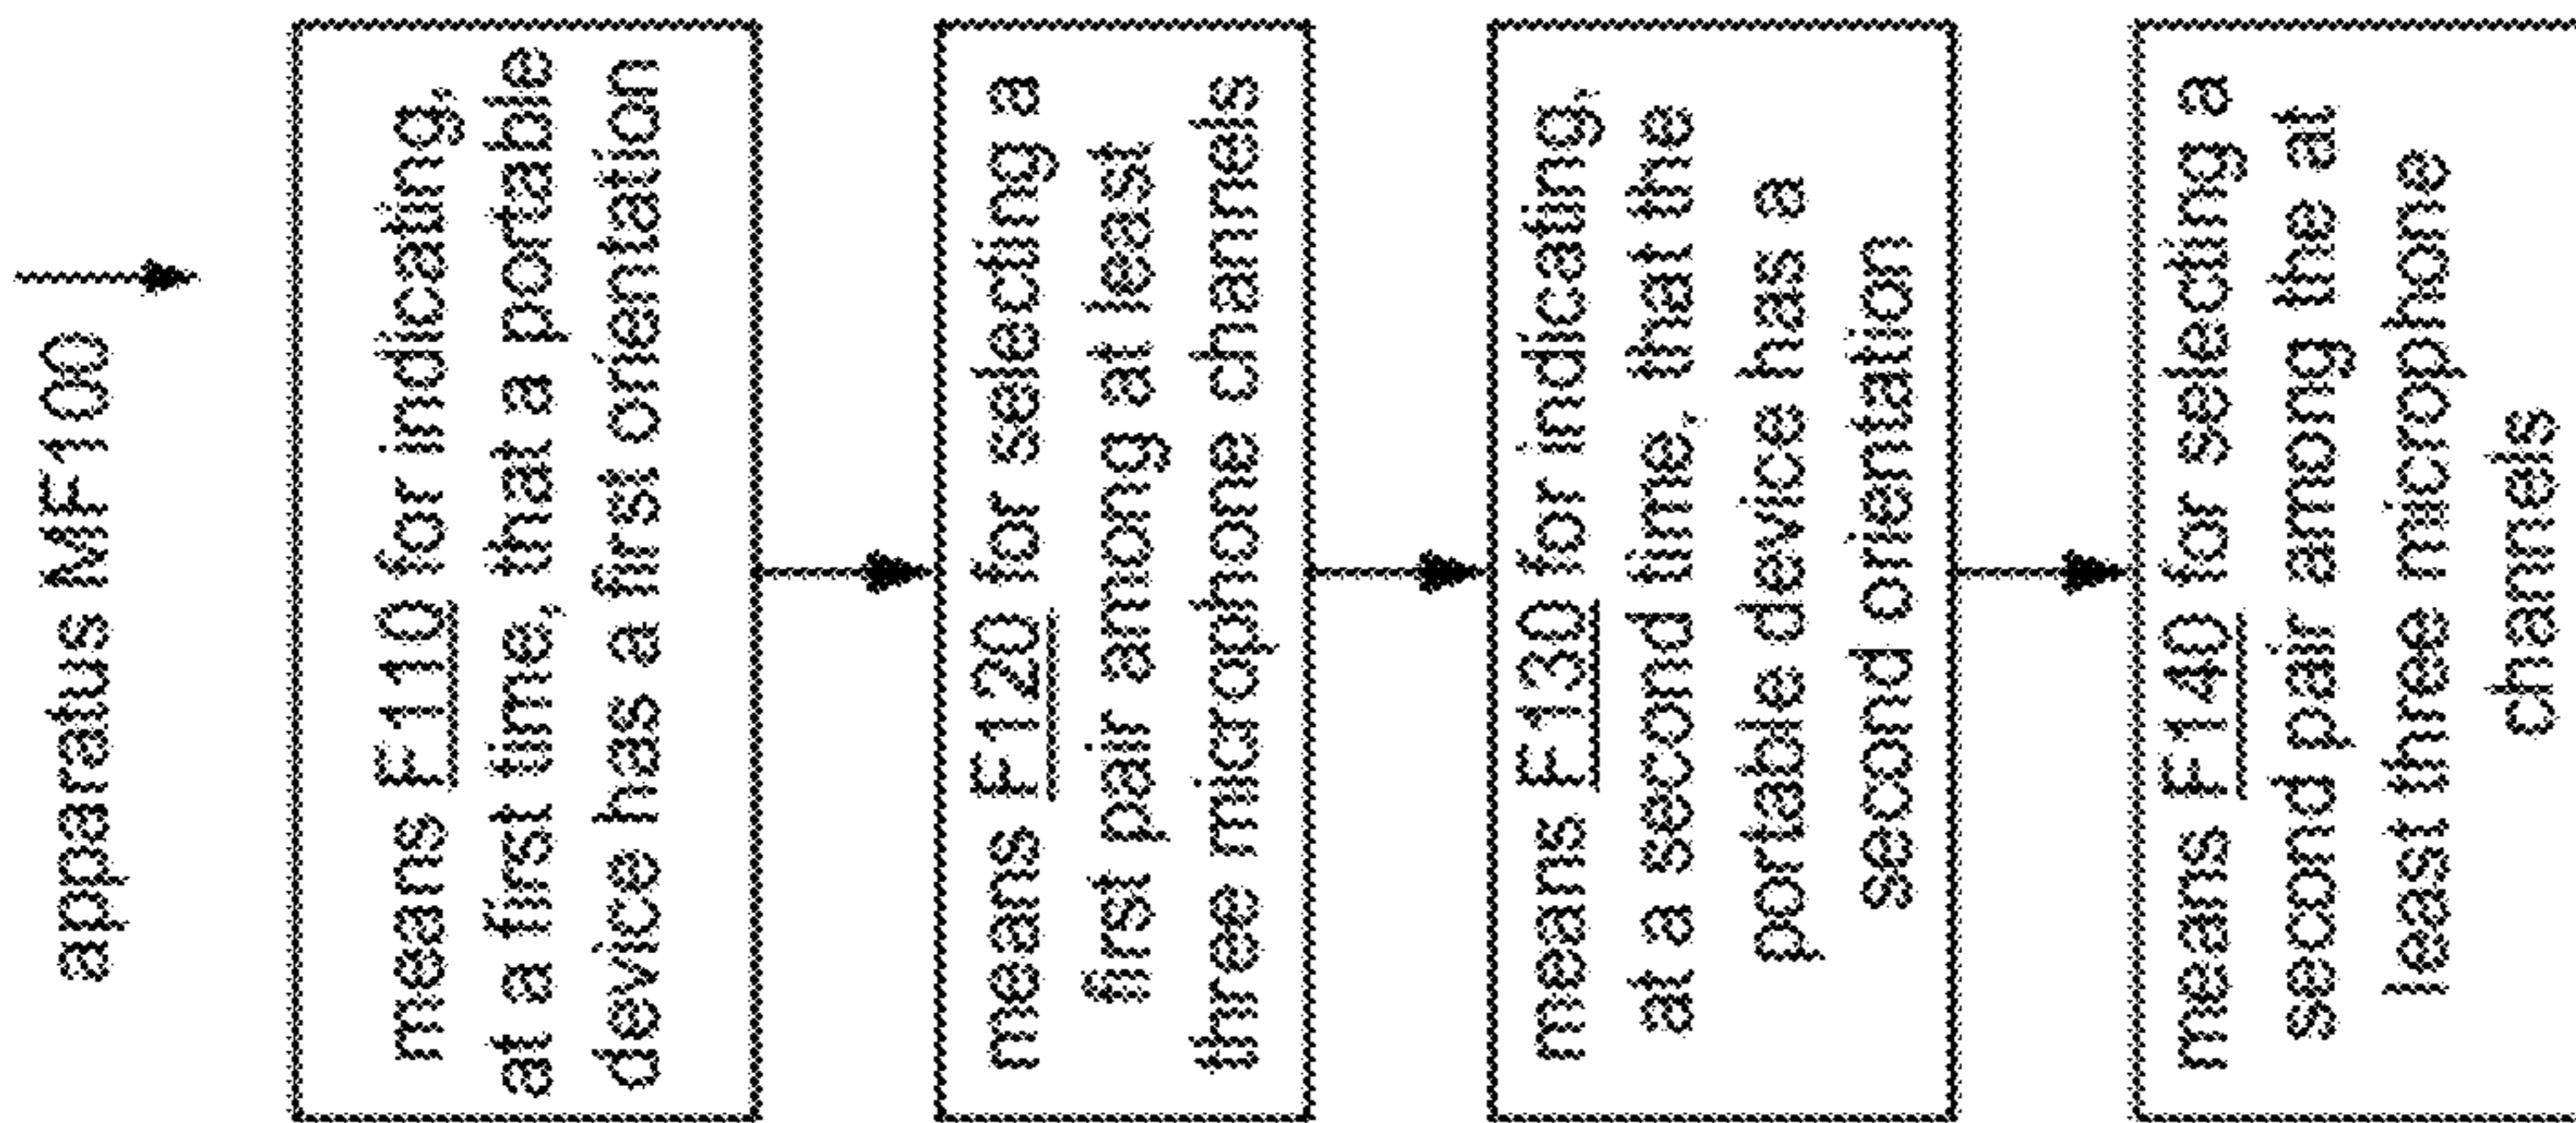 apparatus MF100
means F110 for indicating,
at a first time, that a portable
device has a first orientation
means F120 for selecting a
first pair among at least
three microphone channels
means F130 for indicating,
at a second time, that the
portable device has a
second orientation
means F140 for selecting a
second pair among the at
least three microphone
channels